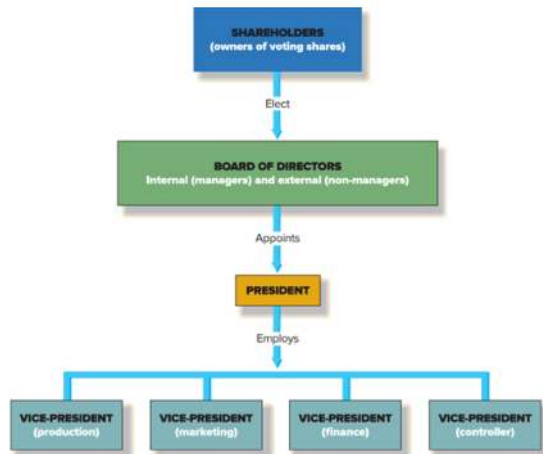 SHAREHOLDERS
(owners of voting shares)
Elect
BOARD OF DIRECTORS
Internal (managers) and external (non-managers)
Appoints
PRESIDENT
Employs
VICE-PRESIDENT
(production)
VICE-PRESIDENT
(marketing)
VICE-PRESIDENT
(finance)
VICE-PRESIDENT
(controller)